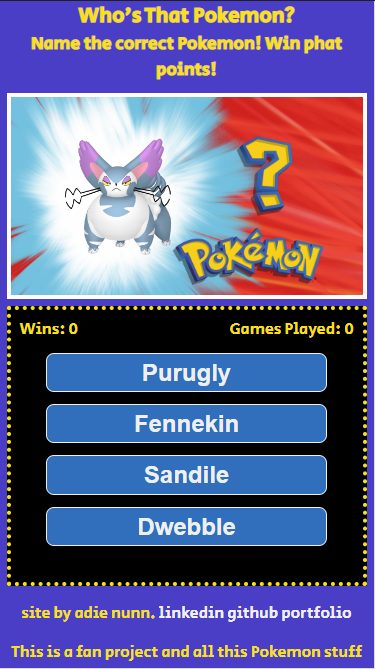 Who's That Pokemon?
Name the correct Pokemon! Win phat
points!
?
POKéMON
Wins: 0
Games Played: 0
Purugly
Fennekin
Sandile
Dwebble
site by adie nunn. linkedin github portfolio
This is a fan project and all this Pokemon stuff